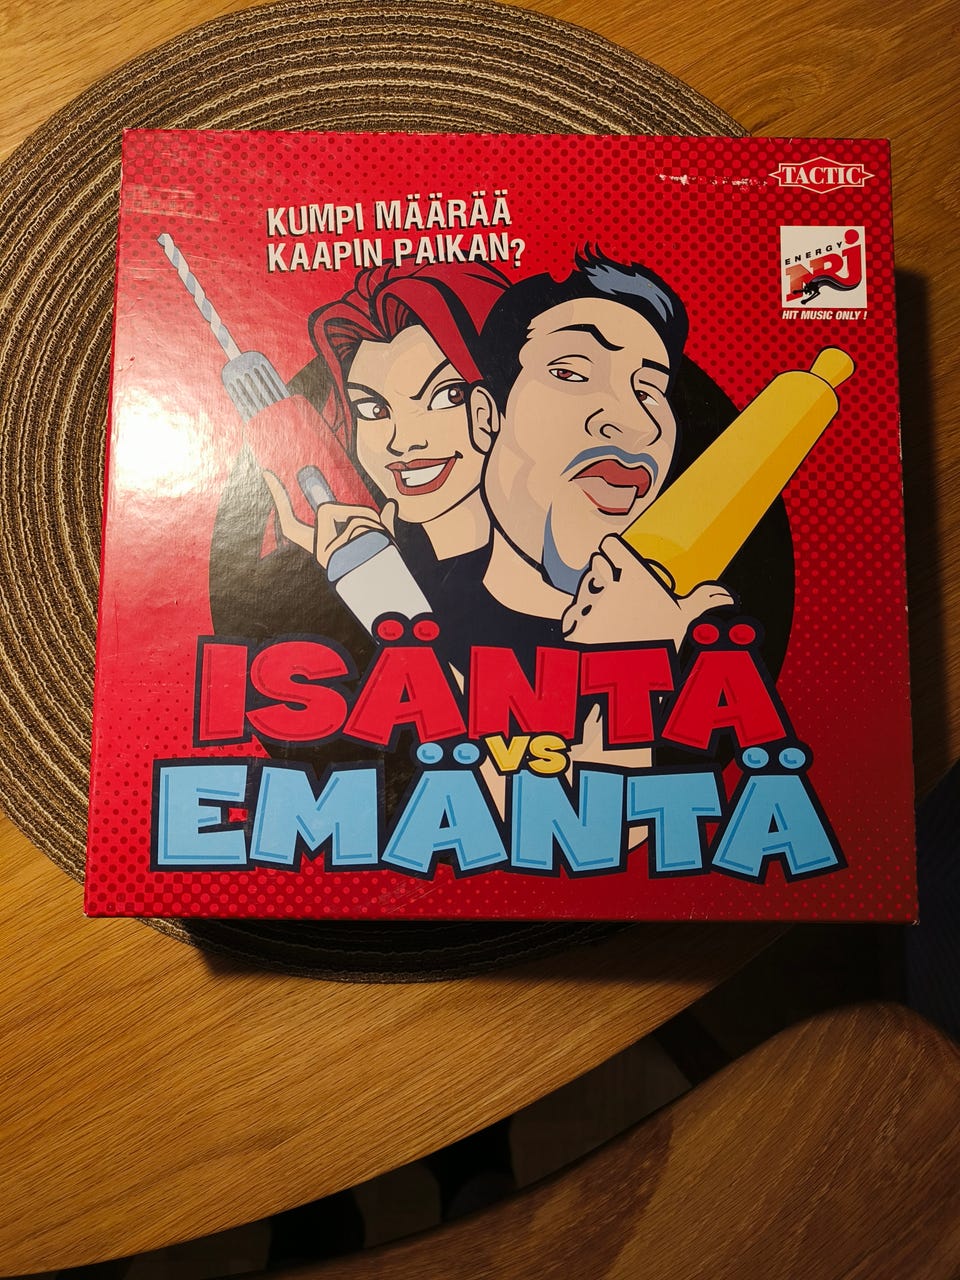 TACTIC
KUMPI MÄÄRÄÄ
KAAPIN PAIKAN?
ENERGY
NRJ
HIT MUSIC ONLY !
ISÄNTÄ
VS
EMÄNTÄ